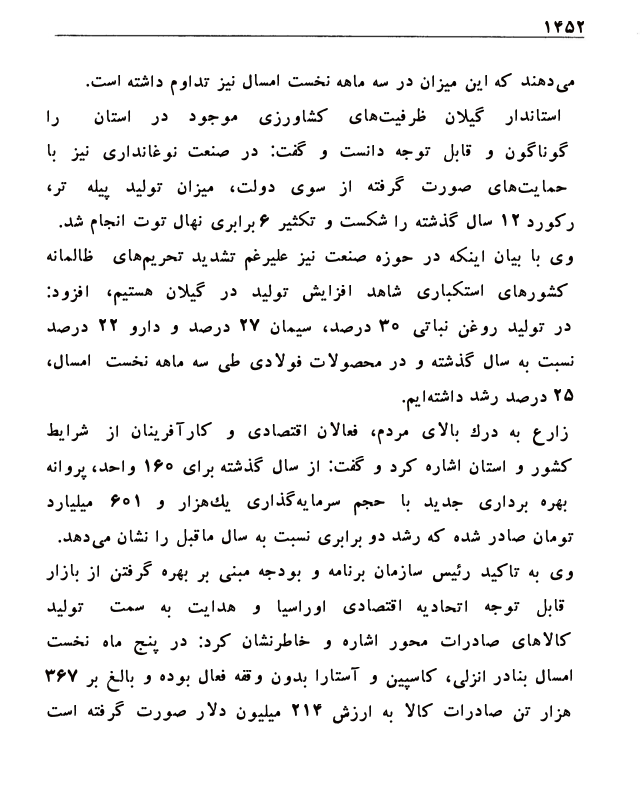 ۱۴۵۲
می‌دهند که این میزان در سه ماهه نخست امسال نیز تداوم داشته است.
استاندار گیلان ظرفیت‌های کشاورزی موجود در استان را
گوناگون و قابل توجه دانست و گفت: در صنعت نوغانداری نیز با
حمایت‌های صورت گرفته از سوی دولت، میزان تولید پیله تر،
رکورد ۱۲ سال گذشته را شکست و تکثیر ۶ برابری نهال توت انجام شد.
وی با بیان اینکه در حوزه صنعت نیز علیرغم تشدید تحریم‌های ظالمانه
کشورهای استکباری شاهد افزایش تولید در گیلان هستیم، افزود:
در تولید روغن نباتی ۳۰ درصد، سیمان ۲۷ درصد و دارو ۲۲ درصد
نسبت به سال گذشته و در محصولات فولادی طی سه ماهه نخست امسال،
۲۵ درصد رشد داشته‌ایم.
زارع به درك بالای مردم، فعالان اقتصادی و کارآفرینان از شرایط
کشور و استان اشاره کرد و گفت: از سال گذشته برای ۱۶۰ واحد، پروانه
بهره برداری جدید با حجم سرمایه‌گذاری یك‌هزار و ۶۰۱ میلیارد
تومان صادر شده که رشد دو برابری نسبت به سال ماقبل را نشان می‌دهد.
وی به تاکید رئیس سازمان برنامه و بودجه مبنی بر بهره گرفتن از بازار
قابل توجه اتحادیه اقتصادی اوراسیا و هدایت به سمت تولید
کالاهای صادرات محور اشاره و خاطرنشان کرد: در پنج ماه نخست
امسال بنادر انزلی، کاسپین و آستارا بدون وقفه فعال بوده و بالغ بر ۳۶۷
هزار تن صادرات کالا به ارزش ۲۱۴ میلیون دلار صورت گرفته است